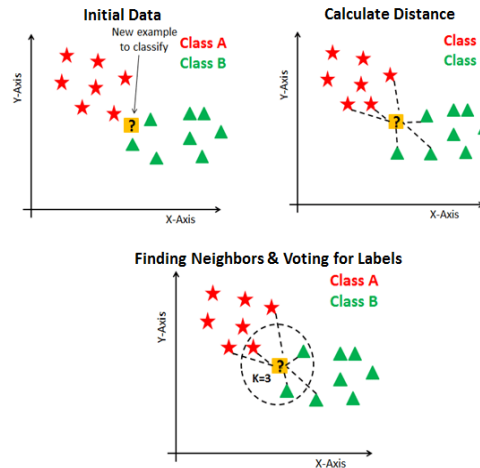 Initial Data
New example
to classify
Class A
Class B
?
Y-Axis
X-Axis
Calculate Distance
Class
Class
?
Y-Axis
X-Axis
Finding Neighbors & Voting for Labels
Class A
Class B
?
K=3
Y-Axis
X-Axis